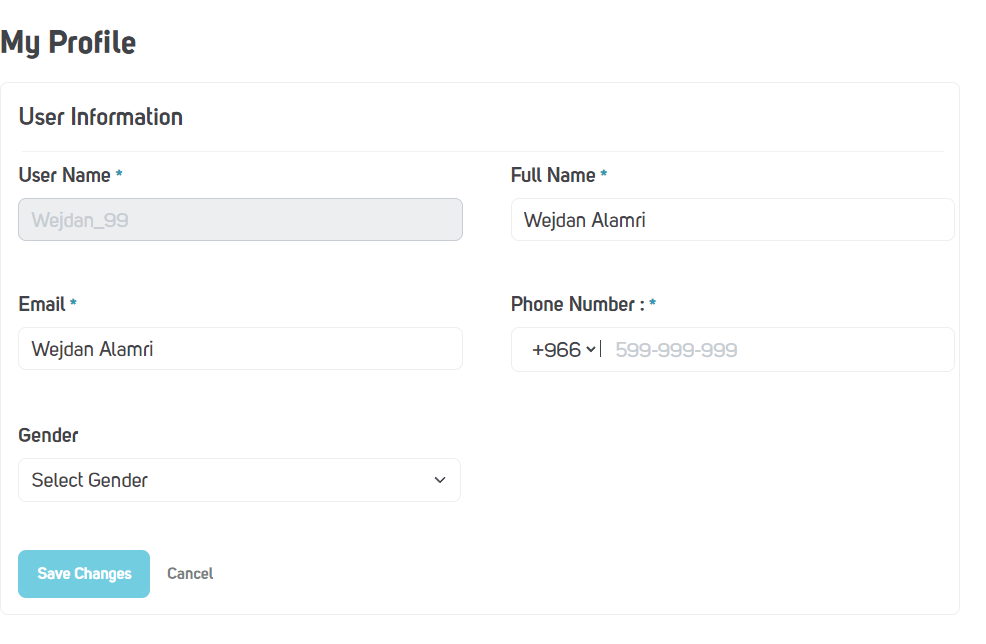 My Profile
User Information
User Name *
Full Name *
Wejdan_99
Wejdan Alamri
Email *
Phone Number : *
Wejdan Alamri
+966 599-999-999
Gender
Select Gender
Save Changes
Cancel